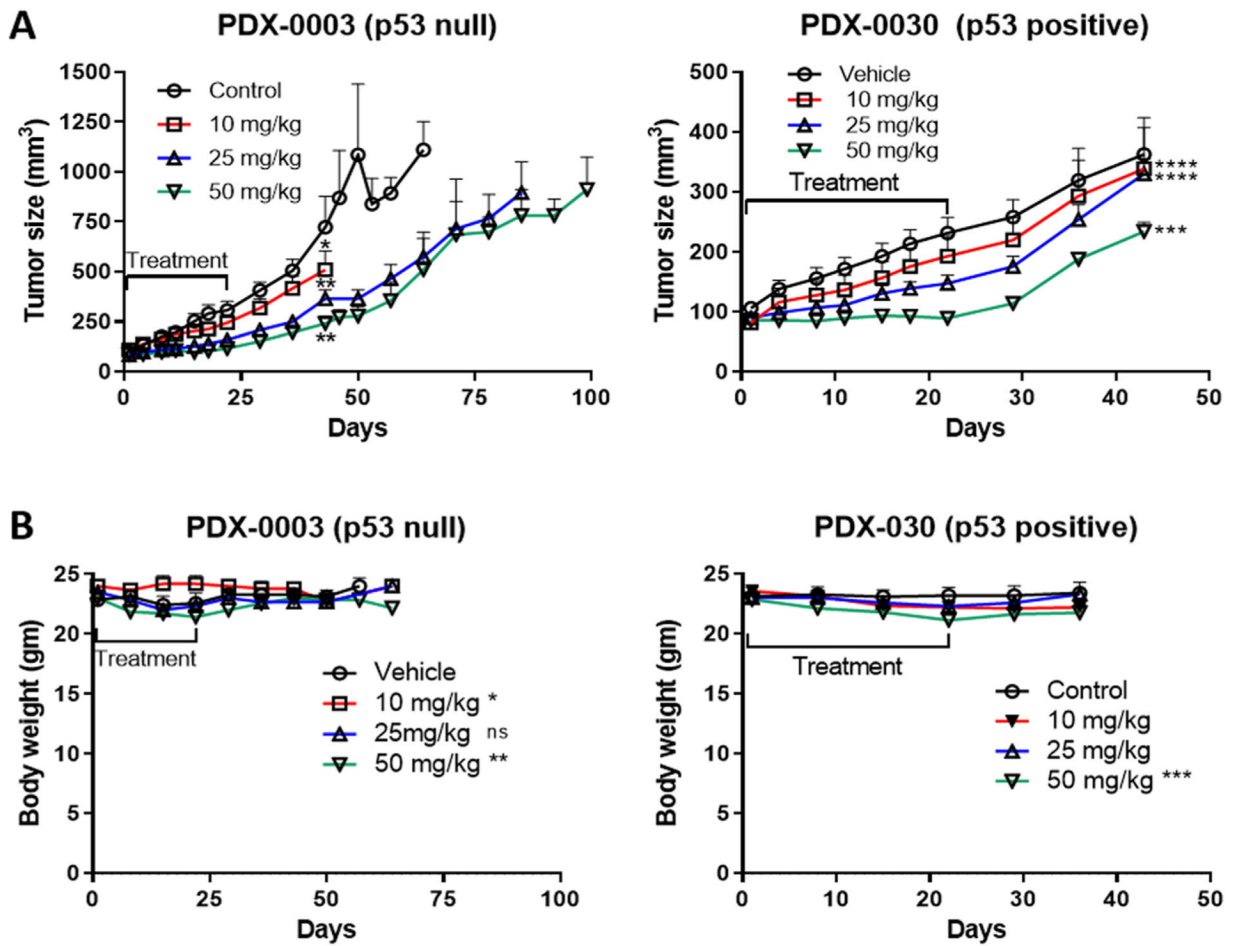 A
PDX-0003 (p53 null)
Tumor size (mm³)
1500
1250
1000
750
500
250
0
Control
10 mg/kg
25 mg/kg
50 mg/kg
Treatment
*
**
**
0 25 50 75 100
Days
PDX-0030 (p53 positive)
Tumor size (mm³)
500
400
300
200
100
0
Vehicle
10 mg/kg
25 mg/kg
50 mg/kg
Treatment
****
****
***
0 10 20 30 40 50
Days
B
PDX-0003 (p53 null)
Body weight (gm)
25
20
15
10
5
0
Treatment
Vehicle
10 mg/kg *
25mg/kg ns
50 mg/kg **
0 25 50 75 100
Days
PDX-030 (p53 positive)
Body weight (gm)
25
20
15
10
5
0
Treatment
Control
10 mg/kg
25 mg/kg
50 mg/kg ***
0 10 20 30 40 50
Days